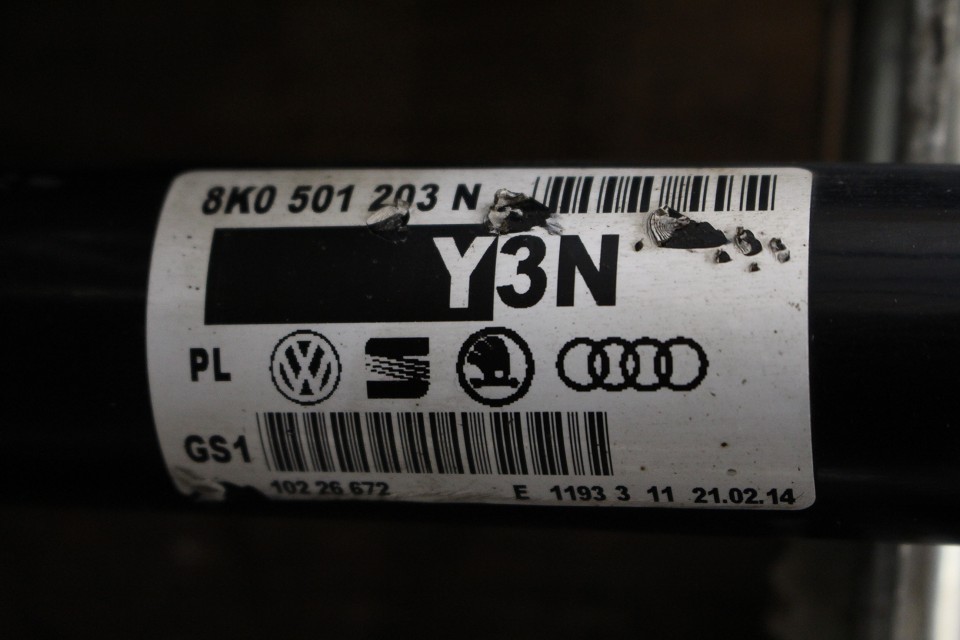 8K0 501 203 N
Y3N
PL
GS1
102 26 672 E 1193 3 11 21.02.14